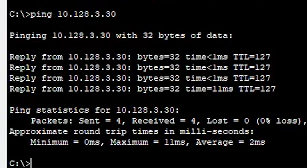 C:\>ping 10.128.3.30
Pinging 10.128.3.30 with 32 bytes of data:
Reply from 10.128.3.30: bytes=32 time<1ms TTL=127
Reply from 10.128.3.30: bytes=32 time<1ms TTL=127
Reply from 10.128.3.30: bytes=32 time<1ms TTL=127
Reply from 10.128.3.30: bytes=32 time=11ms TTL=127
Ping statistics for 10.128.3.30:
Packets: Sent = 4, Received = 4, Lost = 0 (0% loss),
Approximate round trip times in milli-seconds:
Minimum = 0ms, Maximum = 11ms, Average = 2ms
C:\>